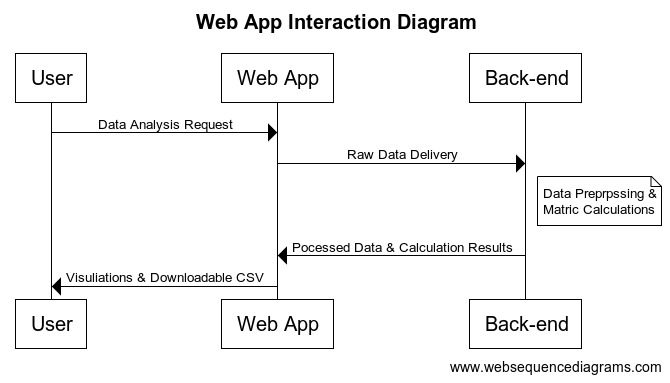 Web App Interaction Diagram
User
Web App
Back-end
Data Analysis Request
Raw Data Delivery
Data Preprpssing &
Matric Calculations
Pocessed Data & Calculation Results
Visuliations & Downloadable CSV
User
Web App
Back-end
www.websequencediagrams.com